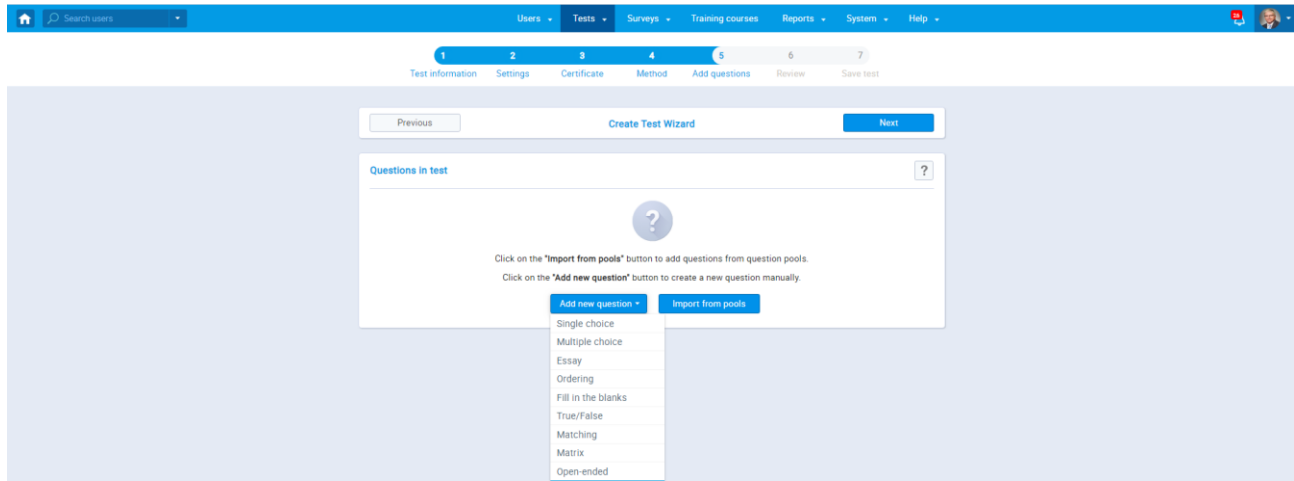 Search users Users Tests Surveys Training courses Reports System Help
1 2 3 4 5 6 7
Test information Settings Certificate Method Add questions Review Save test
Previous Create Test Wizard Next
Questions in test ?
?
Click on the "Import from pools" button to add questions from question pools.
Click on the "Add new question" button to create a new question manually.
Add new question Import from pools
Single choice
Multiple choice
Essay
Ordering
Fill in the blanks
True/False
Matching
Matrix
Open-ended